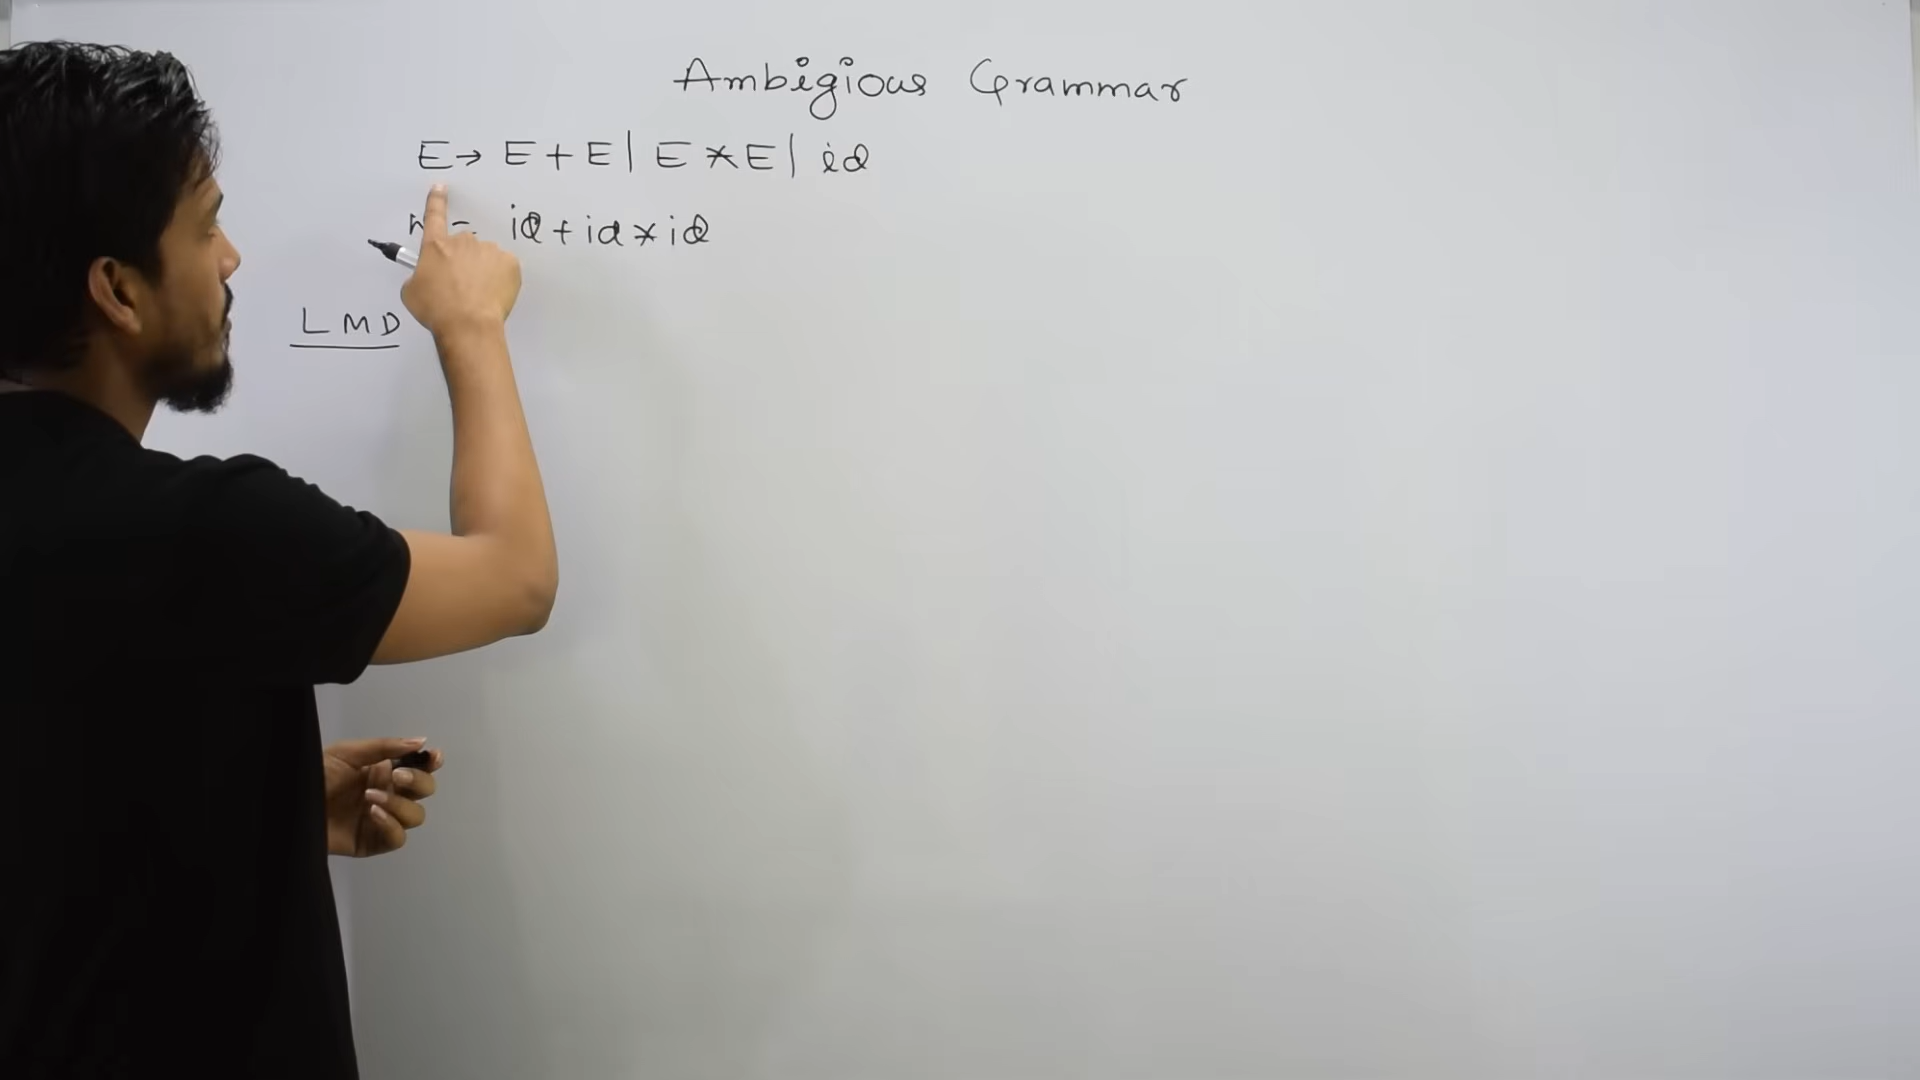 Ambigious Grammar
E → E + E | E * E | id
= id + id * id
LMD